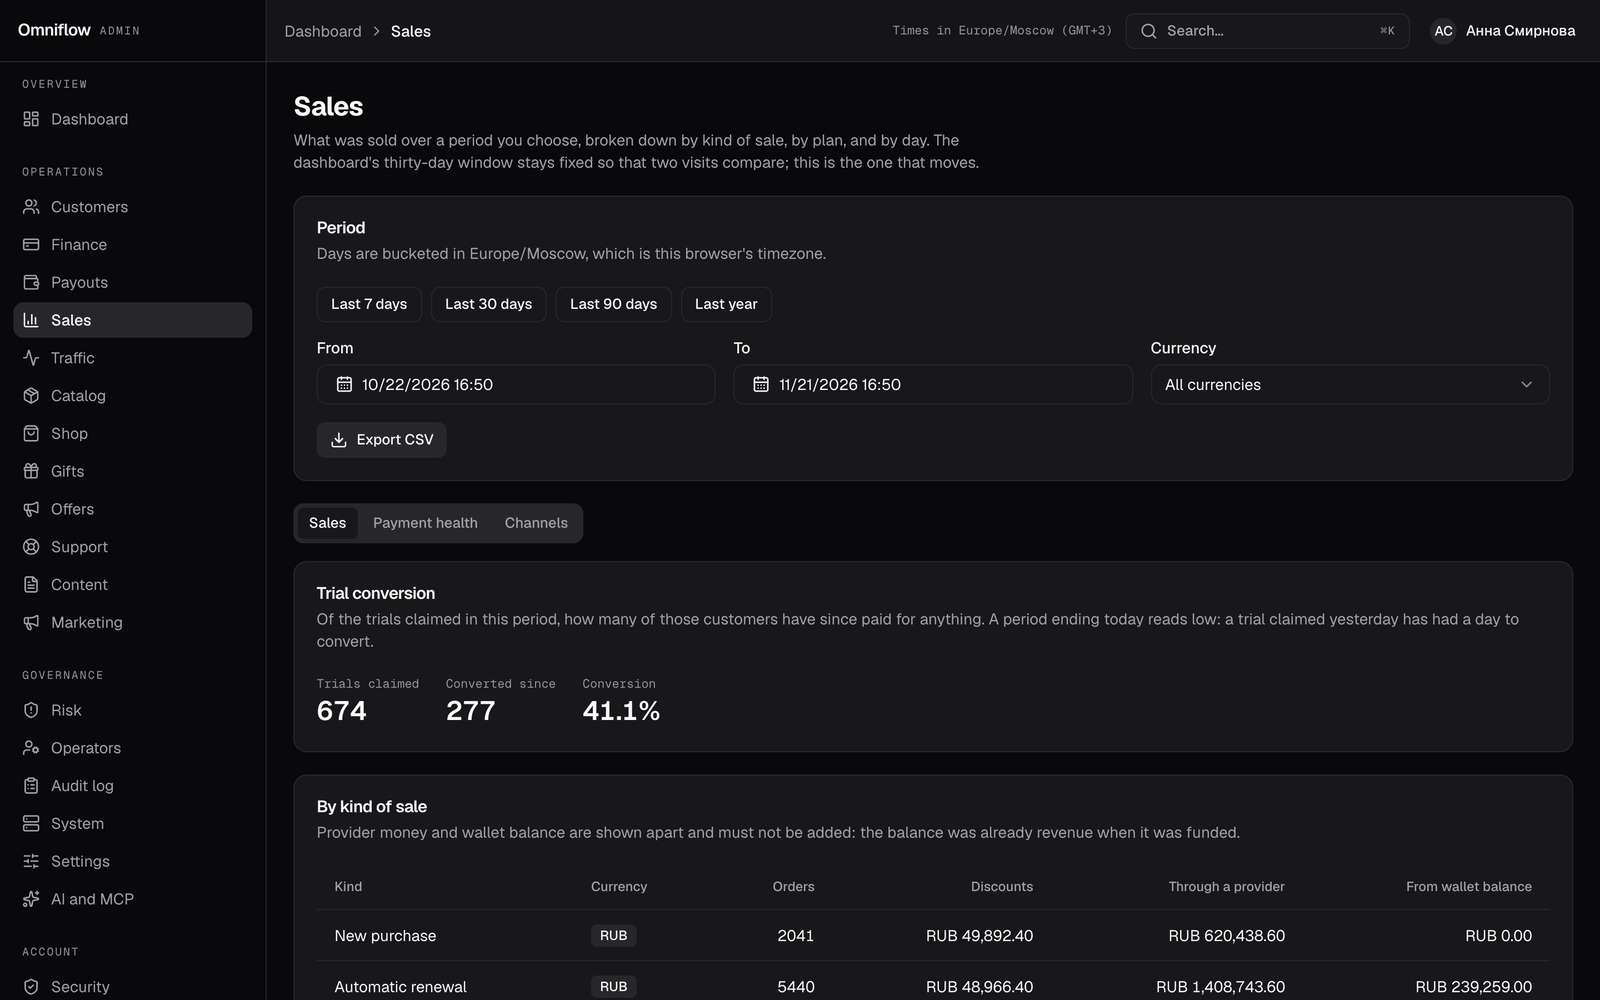 Omniflow ADMIN
Dashboard > Sales
Times in Europe/Moscow (GMT+3)
Search...
⌘K
AC
Анна Смирнова
OVERVIEW
Dashboard
OPERATIONS
Customers
Finance
Payouts
Sales
Traffic
Catalog
Shop
Gifts
Offers
Support
Content
Marketing
GOVERNANCE
Risk
Operators
Audit log
System
Settings
AI and MCP
ACCOUNT
Security
Sales
What was sold over a period you choose, broken down by kind of sale, by plan, and by day. The
dashboard's thirty-day window stays fixed so that two visits compare; this is the one that moves.
Period
Days are bucketed in Europe/Moscow, which is this browser's timezone.
Last 7 days
Last 30 days
Last 90 days
Last year
From
To
Currency
10/22/2026 16:50
11/21/2026 16:50
All currencies
Export CSV
Sales
Payment health
Channels
Trial conversion
Of the trials claimed in this period, how many of those customers have since paid for anything. A period ending today reads low: a trial claimed yesterday has had a day to
convert.
Trials claimed
Converted since
Conversion
674
277
41.1%
By kind of sale
Provider money and wallet balance are shown apart and must not be added: the balance was already revenue when it was funded.
Kind Currency Orders Discounts Through a provider From wallet balance
New purchase RUB 2041 RUB 49,892.40 RUB 620,438.60 RUB 0.00
Automatic renewal RUB 5440 RUB 48,966.40 RUB 1,408,743.60 RUB 239,259.00